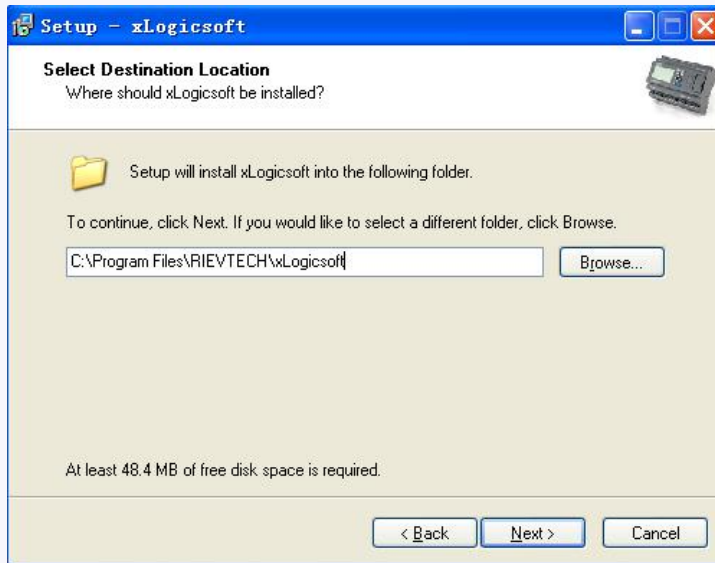 Setup - xLogicsoft
Select Destination Location
Where should xLogicsoft be installed?
Setup will install xLogicsoft into the following folder.
To continue, click Next. If you would like to select a different folder, click Browse.
C:\Program Files\RIEVTECH\xLogicsoft
Browse...
At least 48.4 MB of free disk space is required.
< Back
Next >
Cancel